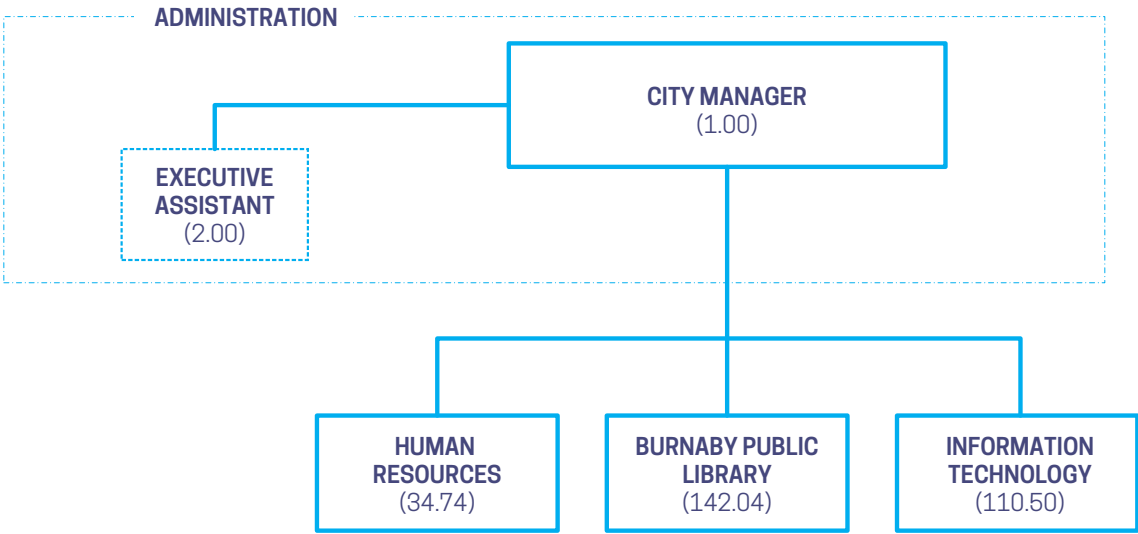 ADMINISTRATION
CITY MANAGER
(1.00)
EXECUTIVE
ASSISTANT
(2.00)
HUMAN
RESOURCES
(34.74)
BURNABY PUBLIC
LIBRARY
(142.04)
INFORMATION
TECHNOLOGY
(110.50)